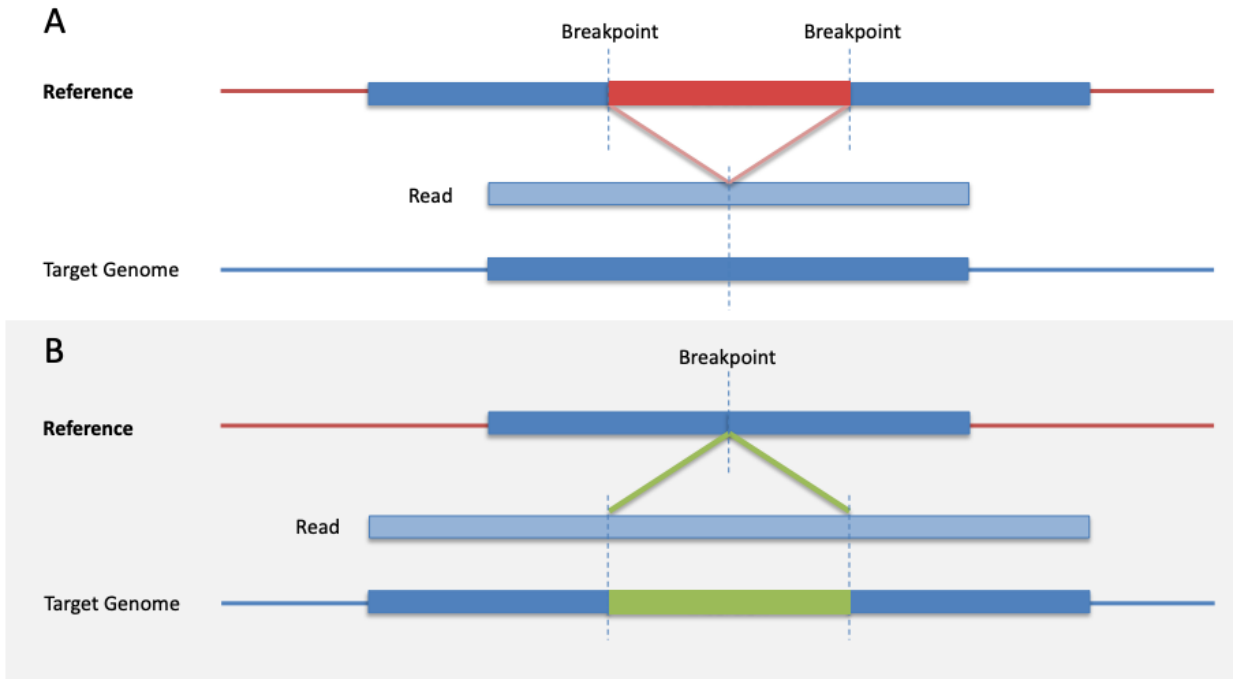 A
Breakpoint Breakpoint
Reference
Read
Target Genome
B
Breakpoint
Reference
Read
Target Genome